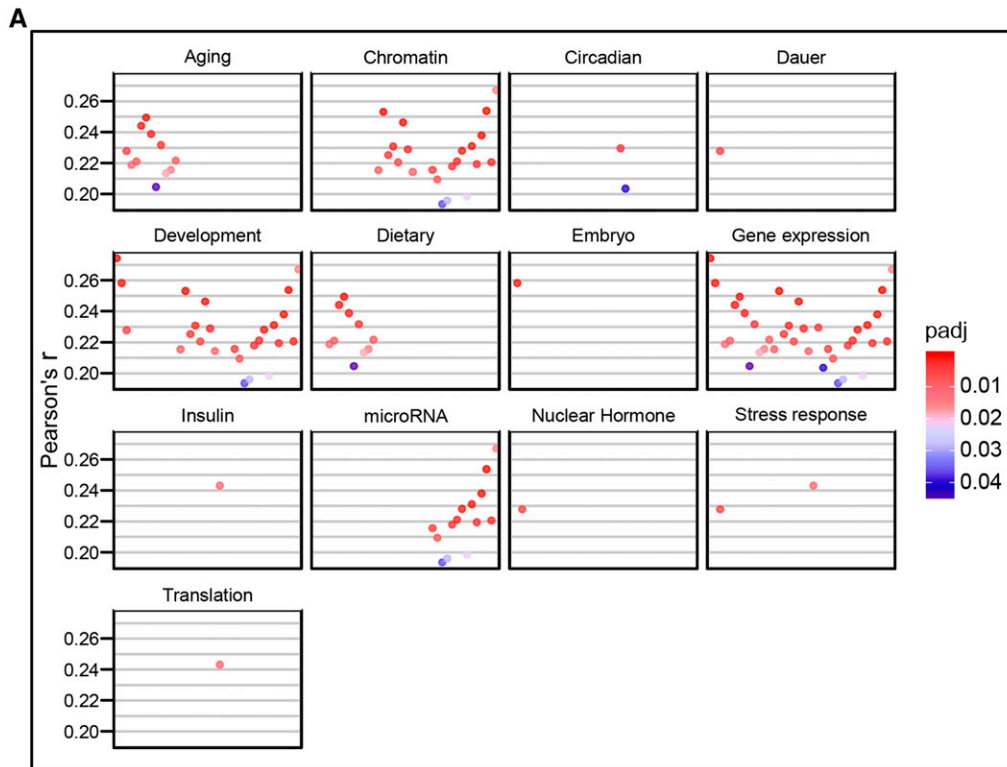 A
Aging Chromatin Circadian Dauer
0.26
0.24
0.22
0.20
Development Dietary Embryo Gene expression
0.26
0.24
0.22
0.20
Pearson's r
padj
0.01
0.02
0.03
0.04
Insulin microRNA Nuclear Hormone Stress response
0.26
0.24
0.22
0.20
Translation
0.26
0.24
0.22
0.20